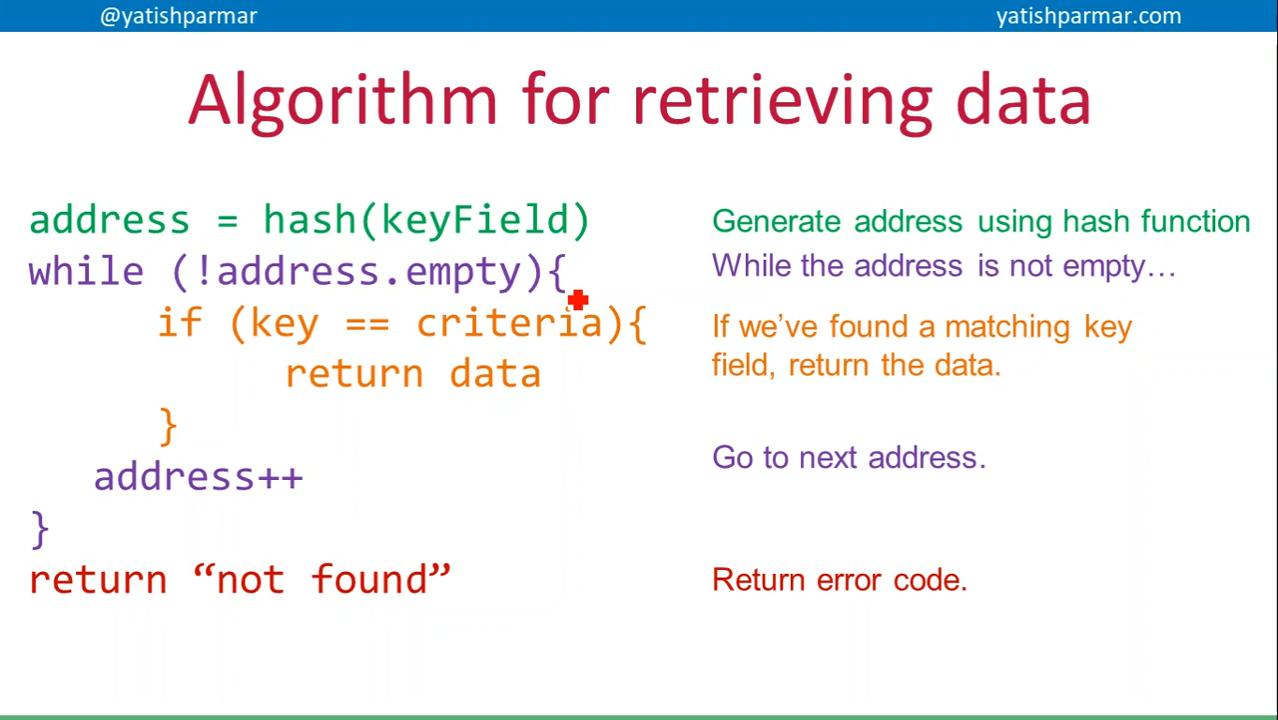 @yatishparmar
yatishparmar.com
Algorithm for retrieving data
address = hash(keyField)
Generate address using hash function
while (!address.empty){
While the address is not empty…
if (key == criteria){
If we’ve found a matching key
return data
field, return the data.
}
address++
Go to next address.
}
return “not found”
Return error code.